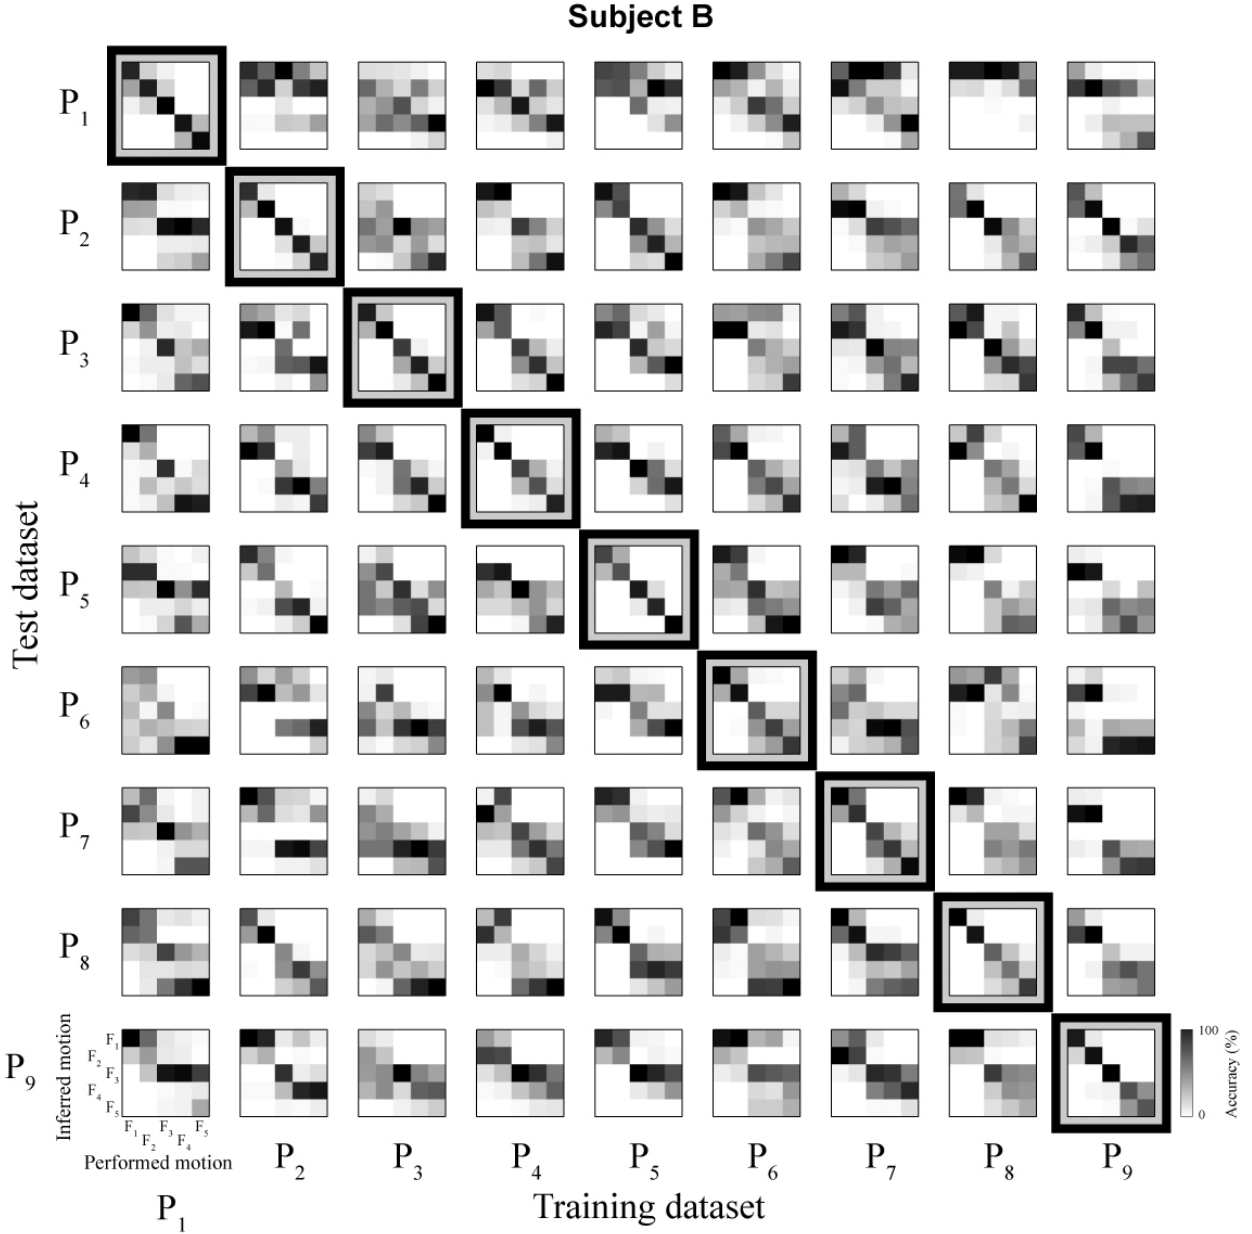 Subject B
P1
P2
P3
P4
P5
P6
P7
P8
P9
Test dataset
Inferred motion
F1
F2
F3
F4
F5
F1 F2 F3 F4 F5
Performed motion
100
0
Accuracy (%)
P1 P2 P3 P4 P5 P6 P7 P8 P9
Training dataset